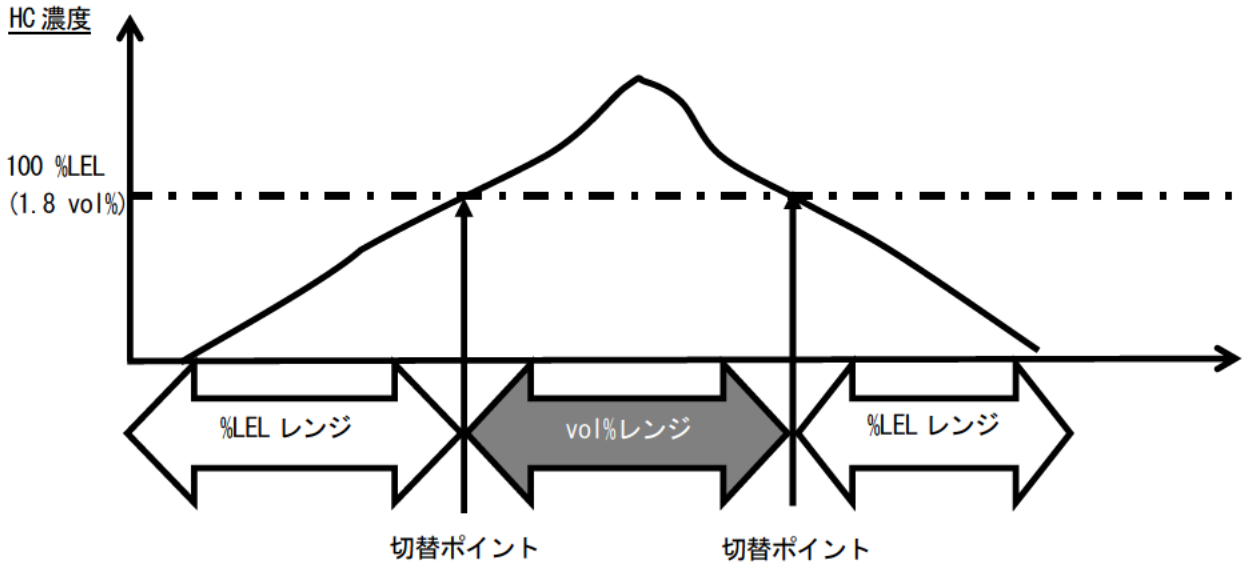 HC 濃度
100 %LEL
(1.8 vol%)
%LEL レンジ
vol%レンジ
%LEL レンジ
切替ポイント
切替ポイント